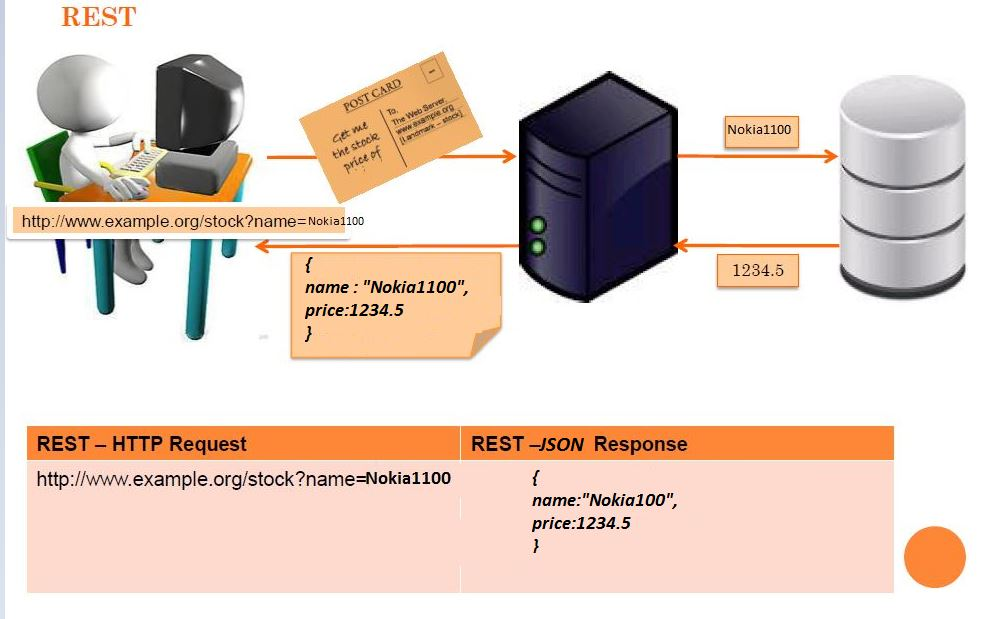 REST
POST CARD
Get me
the stock
price of
To,
The Web Server,
www.example.org
(Landmark – stock)
Nokia1100
http://www.example.org/stock?name=Nokia1100
{
name : "Nokia1100",
price:1234.5
}
1234.5
REST – HTTP Request
REST –JSON Response
http://www.example.org/stock?name=Nokia1100
{
name:"Nokia100",
price:1234.5
}